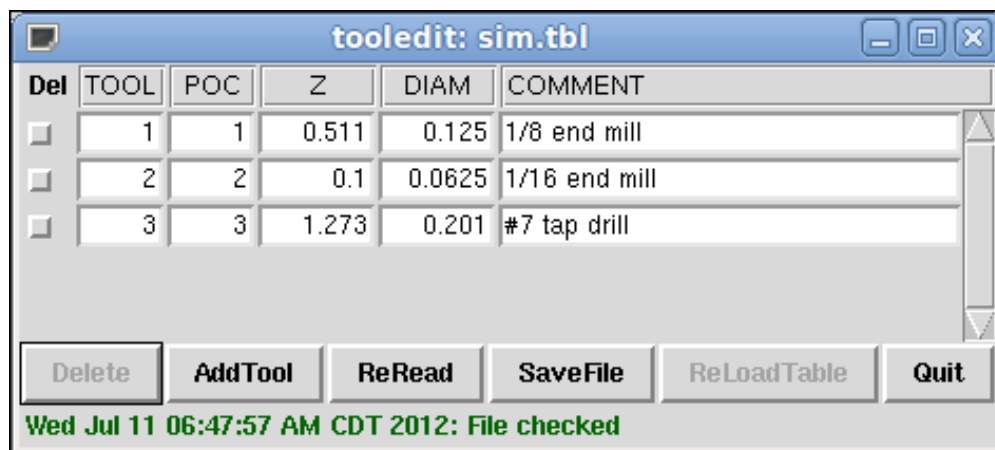 tooledit: sim.tbl
Del TOOL POC Z DIAM COMMENT
1 1 0.511 0.125 1/8 end mill
2 2 0.1 0.0625 1/16 end mill
3 3 1.273 0.201 #7 tap drill
Delete AddTool ReRead SaveFile ReLoadTable Quit
Wed Jul 11 06:47:57 AM CDT 2012: File checked